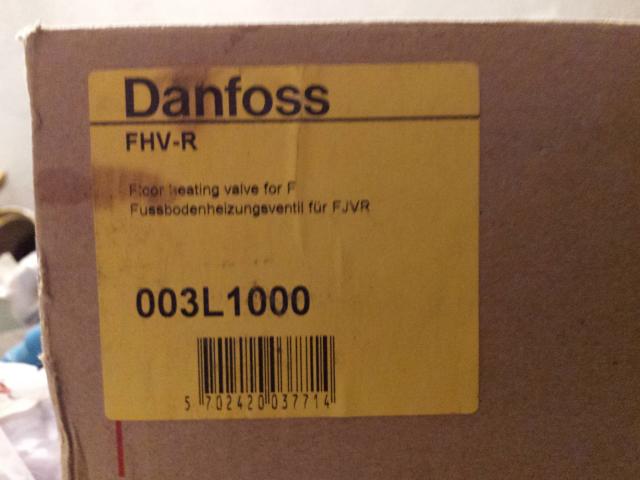 Danfoss
FHV-R
Floor heating valve for F
Fussbodenheizungsventil für FJVR
003L1000
5 702420 037714